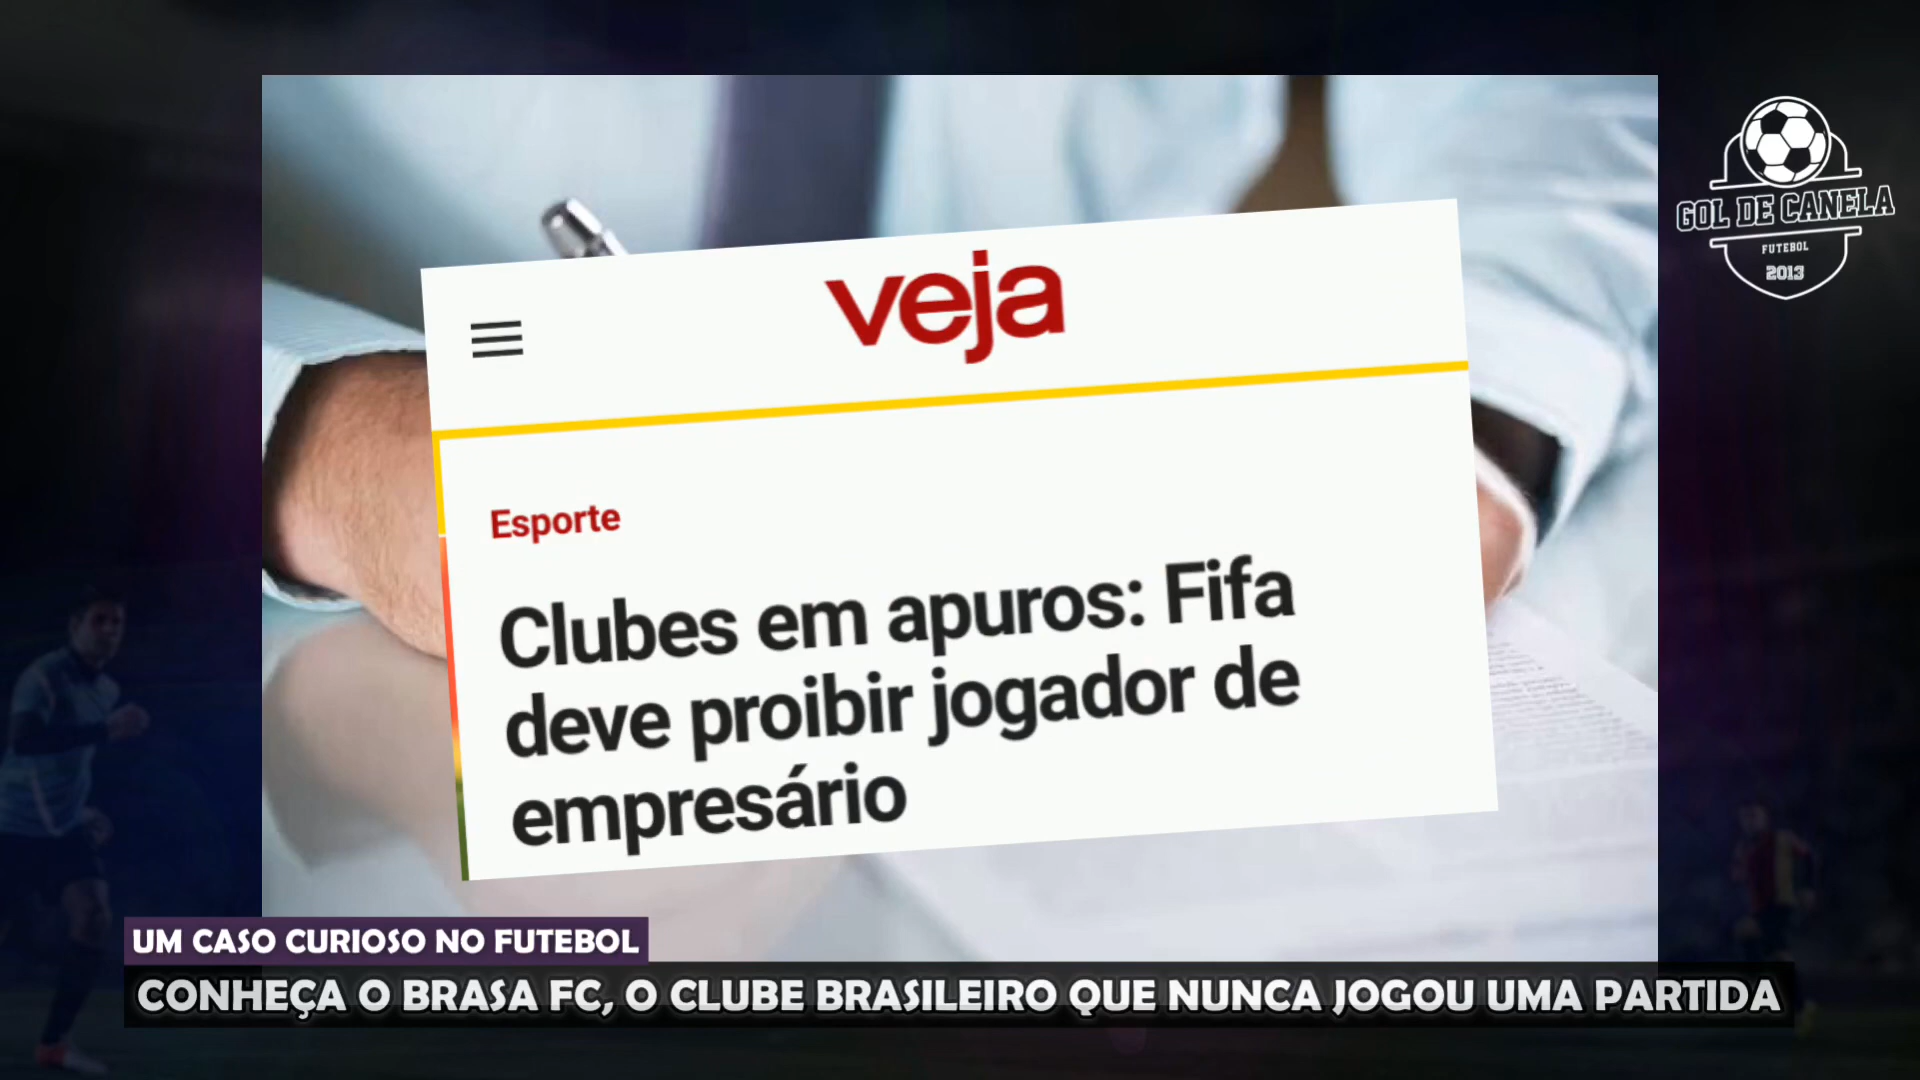 GOL DE CANELA
FUTEBOL
2013
veja
Esporte
Clubes em apuros: Fifa
deve proibir jogador de
empresário
UM CASO CURIOSO NO FUTEBOL
CONHEÇA O BRASA FC, O CLUBE BRASILEIRO QUE NUNCA JOGOU UMA PARTIDA